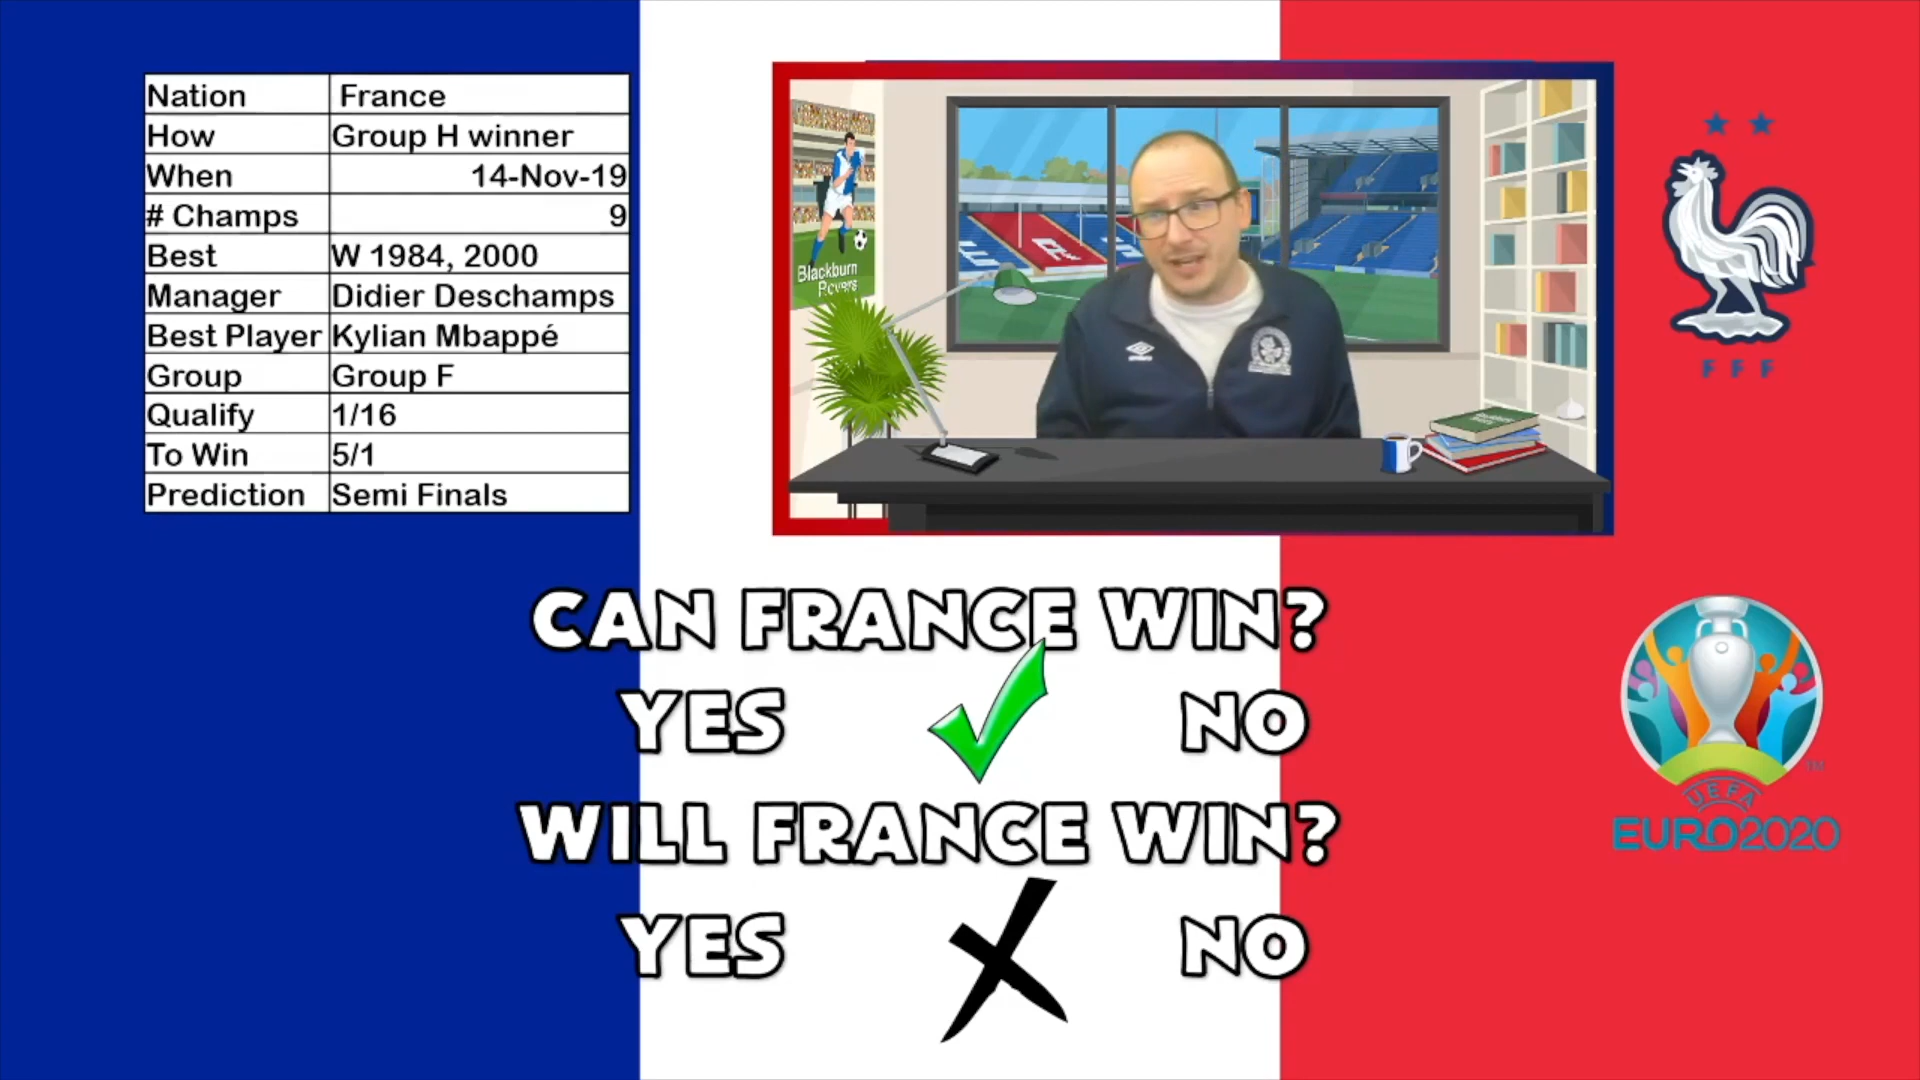 Nation France
How Group H winner
When 14-Nov-19
# Champs 9
Best W 1984, 2000
Manager Didier Deschamps
Best Player Kylian Mbappé
Group Group F
Qualify 1/16
To Win 5/1
Prediction Semi Finals
Blackburn
Rovers
FFF
CAN FRANCE WIN?
YES NO
WILL FRANCE WIN?
YES NO
UEFA
EURO2020